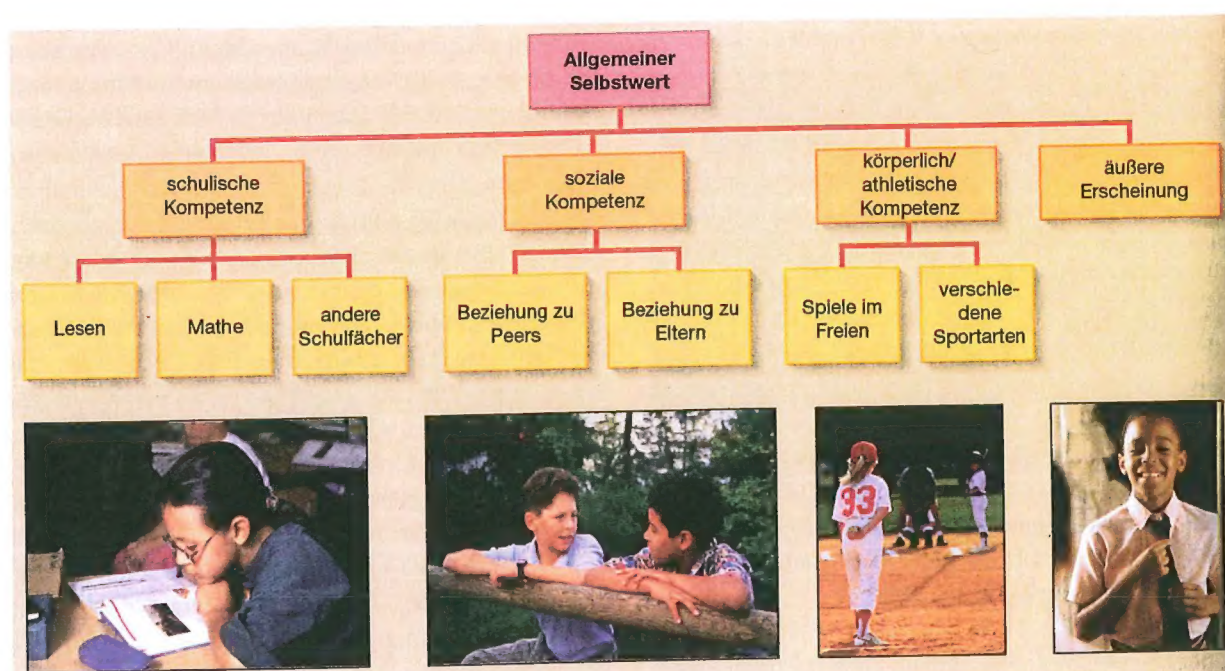 Allgemeiner
Selbstwert
schulische
Kompetenz
soziale
Kompetenz
körperlich/
athletische
Kompetenz
äußere
Erscheinung
Lesen
Mathe
andere
Schulfächer
Beziehung zu
Peers
Beziehung zu
Eltern
Spiele im
Freien
verschie-
dene
Sportarten
93